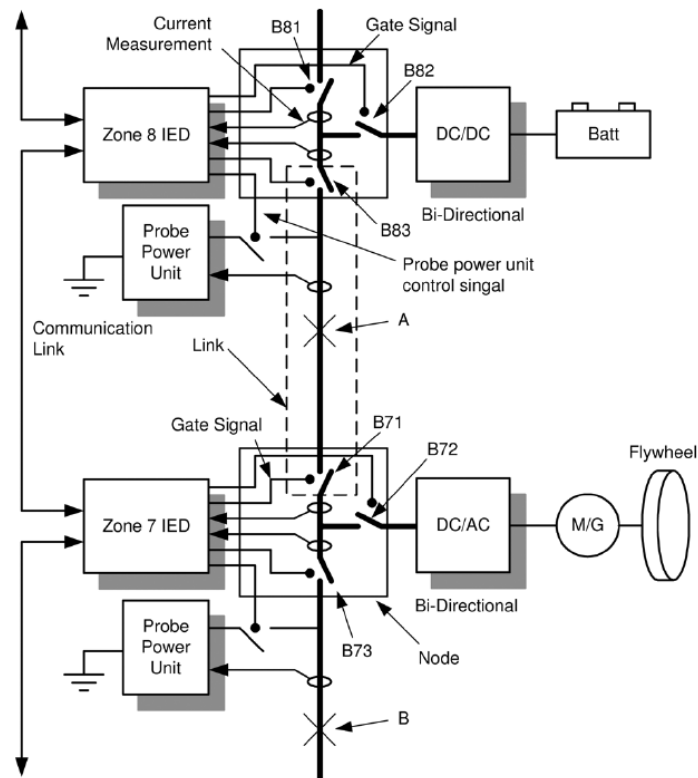 Current
Measurement
B81
Gate Signal
B82
Zone 8 IED
DC/DC
Batt
Bi-Directional
B83
Probe
Power
Unit
Probe power unit
control singal
A
Communication
Link
Link
Gate Signal
B71
B72
Flywheel
Zone 7 IED
DC/AC
M/G
Bi-Directional
Probe
Power
Unit
B73
Node
B